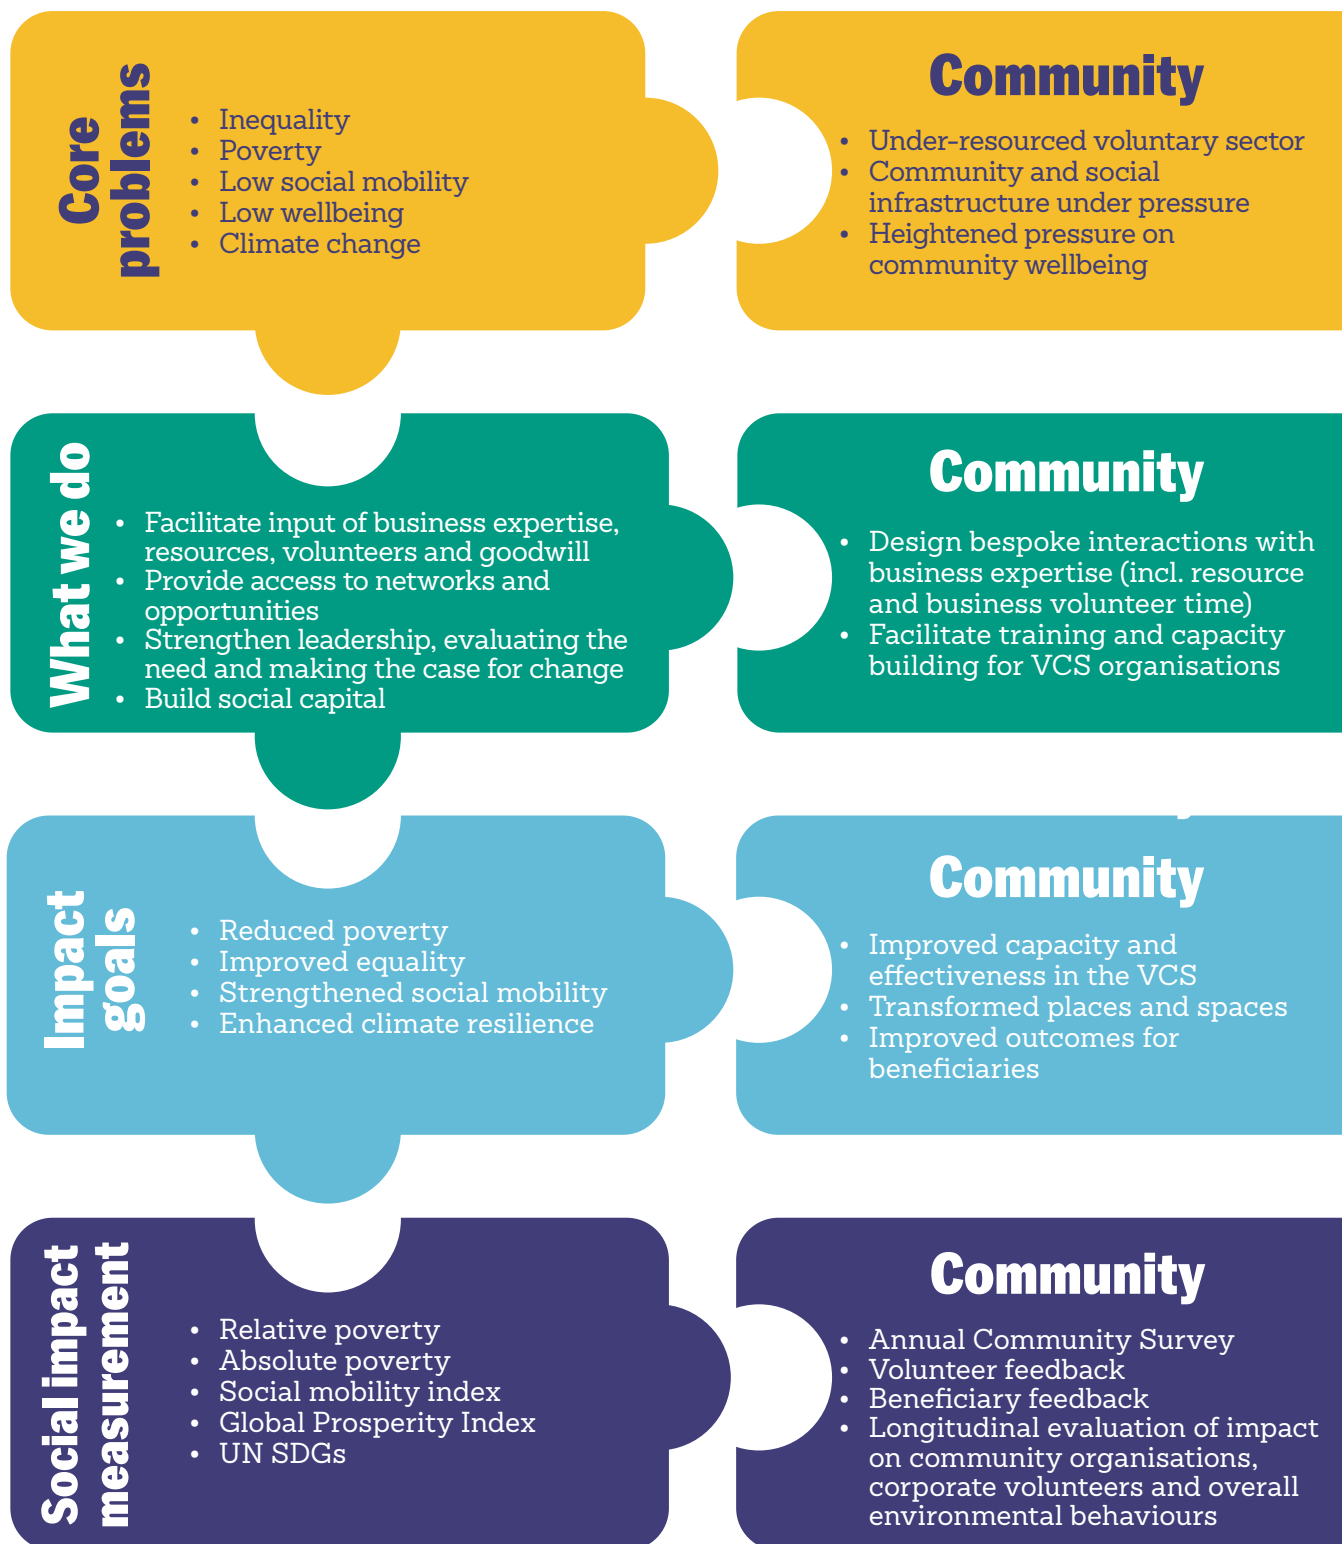 Core
problems
• Inequality
• Poverty
• Low social mobility
• Low wellbeing
• Climate change
Community
• Under-resourced voluntary sector
• Community and social
infrastructure under pressure
• Heightened pressure on
community wellbeing
What we do
• Facilitate input of business expertise,
resources, volunteers and goodwill
• Provide access to networks and
opportunities
• Strengthen leadership, evaluating the
need and making the case for change
• Build social capital
Community
• Design bespoke interactions with
business expertise (incl. resource
and business volunteer time)
• Facilitate training and capacity
building for VCS organisations
Impact
goals
• Reduced poverty
• Improved equality
• Strengthened social mobility
• Enhanced climate resilience
Community
• Improved capacity and
effectiveness in the VCS
• Transformed places and spaces
• Improved outcomes for
beneficiaries
Social impact
measurement
• Relative poverty
• Absolute poverty
• Social mobility index
• Global Prosperity Index
• UN SDGs
Community
• Annual Community Survey
• Volunteer feedback
• Beneficiary feedback
• Longitudinal evaluation of impact
on community organisations,
corporate volunteers and overall
environmental behaviours